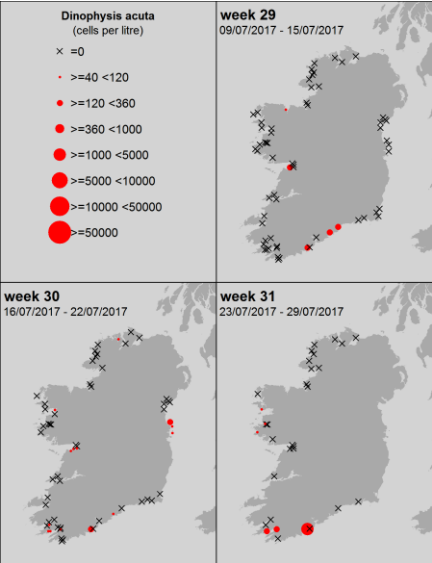 Dinophysis acuta
(cells per litre)
=0
>=40 <120
>=120 <360
>=360 <1000
>=1000 <5000
>=5000 <10000
>=10000 <50000
>=50000
week 29
09/07/2017 - 15/07/2017
week 30
16/07/2017 - 22/07/2017
week 31
23/07/2017 - 29/07/2017